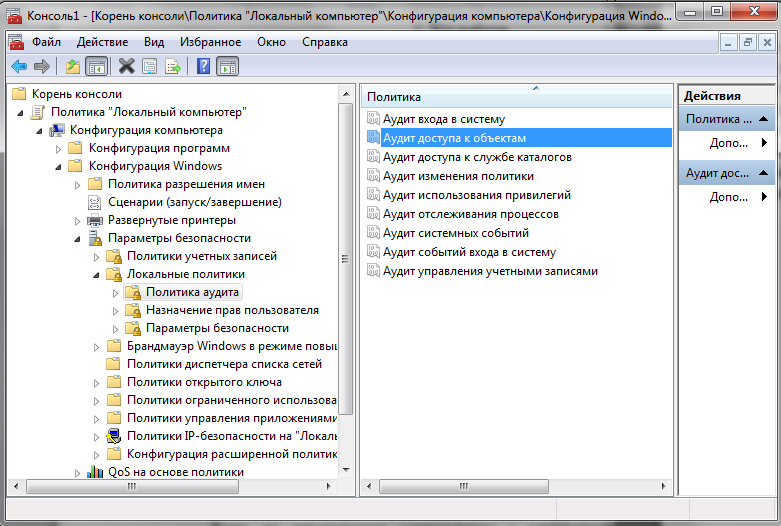 Консоль1 - [Корень консоли\Политика "Локальный компьютер"\Конфигурация компьютера\Конфигурация Windo...
Файл Действие Вид Избранное Окно Справка
Корень консоли
Политика "Локальный компьютер"
Конфигурация компьютера
Конфигурация программ
Конфигурация Windows
Политика разрешения имен
Сценарии (запуск/завершение)
Развернутые принтеры
Параметры безопасности
Политики учетных записей
Локальные политики
Политика аудита
Назначение прав пользователя
Параметры безопасности
Брандмауэр Windows в режиме повы
Политики диспетчера списка сетей
Политики открытого ключа
Политики ограниченного использова
Политики управления приложениями
Политики IP-безопасности на "Локаль
Конфигурация расширенной политик
QoS на основе политики
Политика
Аудит входа в систему
Аудит доступа к объектам
Аудит доступа к службе каталогов
Аудит изменения политики
Аудит использования привилегий
Аудит отслеживания процессов
Аудит системных событий
Аудит событий входа в систему
Аудит управления учетными записями
Действия
Политика ...
Допо...
Аудит дос...
Допо...